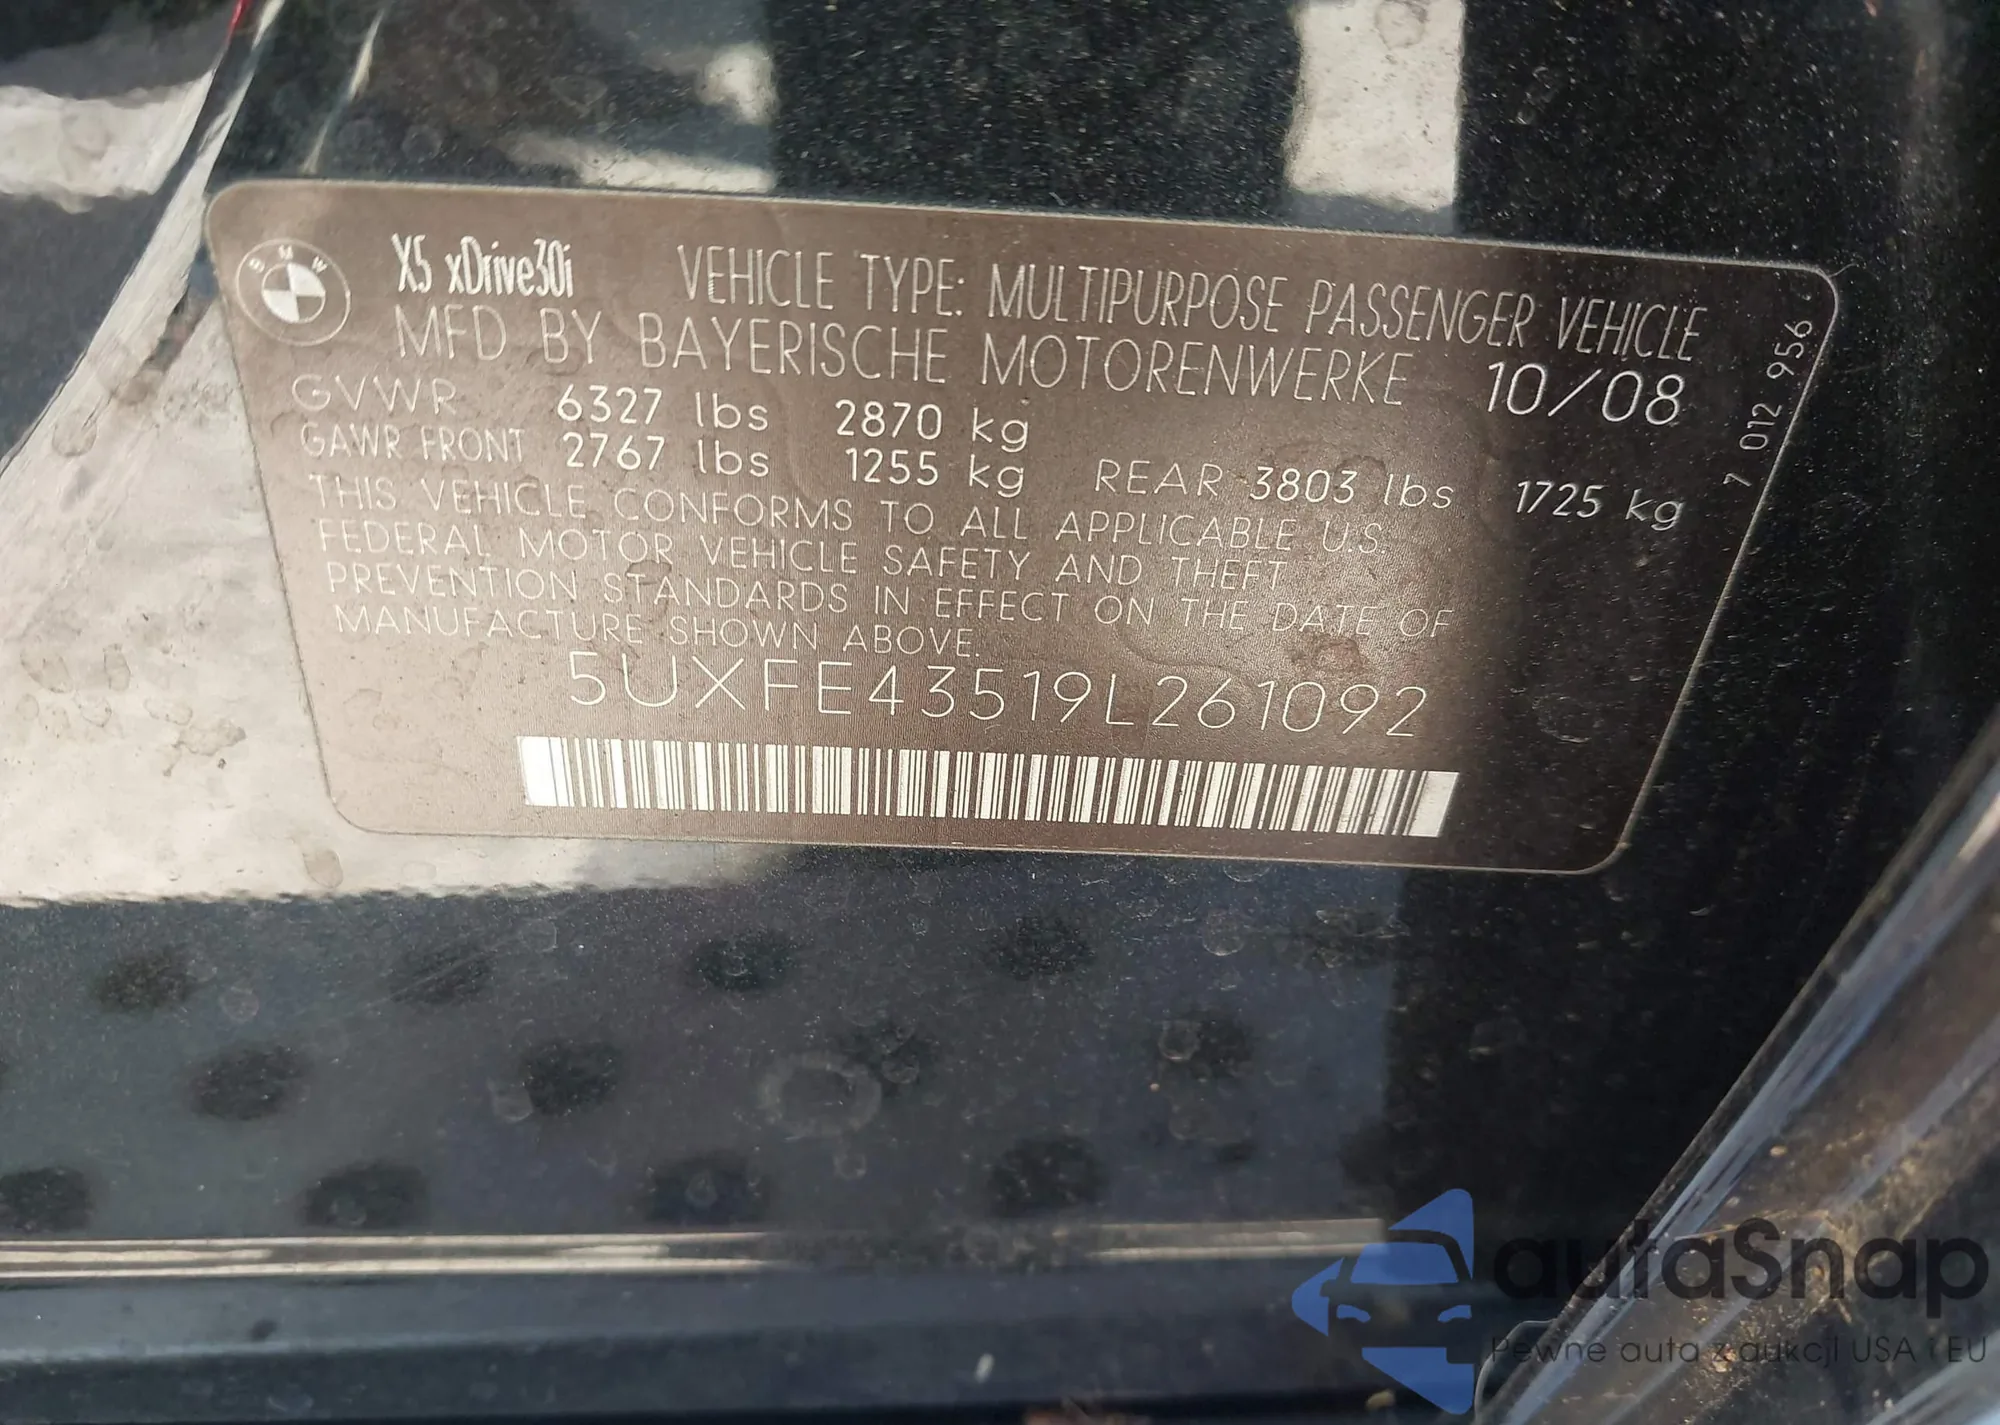 BMW
X5 xDrive30i VEHICLE TYPE: MULTIPURPOSE PASSENGER VEHICLE
MFD BY BAYERISCHE MOTORENWERKE 10/08
GVWR 6327 lbs 2870 kg
GAWR FRONT 2767 lbs 1255 kg REAR 3803 lbs 1725 kg
THIS VEHICLE CONFORMS TO ALL APPLICABLE U.S.
FEDERAL MOTOR VEHICLE SAFETY AND THEFT
PREVENTION STANDARDS IN EFFECT ON THE DATE OF
MANUFACTURE SHOWN ABOVE.
5UXFE43519L261092
7 012 956
autaSnap
Pewne auta z aukcji USA i EU